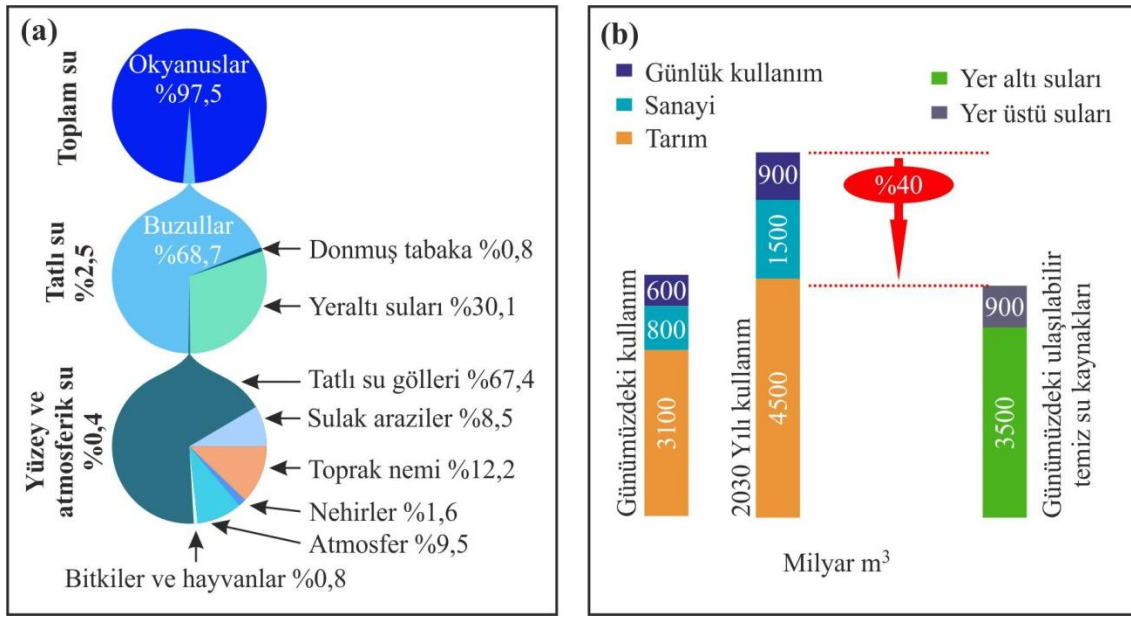 (a)
Toplam su
Okyanuslar
%97,5
Tatlı su
%2,5
Buzullar
%68,7
Donmuş tabaka %0,8
Yeraltı suları %30,1
Yüzey ve
atmosferik su
%0,4
Tatlı su gölleri %67,4
Sulak araziler %8,5
Toprak nemi %12,2
Nehirler %1,6
Atmosfer %9,5
Bitkiler ve hayvanlar %0,8
(b)
Günlük kullanım
Sanayi
Tarım
Yer altı suları
Yer üstü suları
Günümüzdeki kullanım
600
800
3100
2030 Yılı kullanım
900
1500
4500
%40
900
3500
Günümüzdeki ulaşılabilir
temiz su kaynakları
Milyar m³